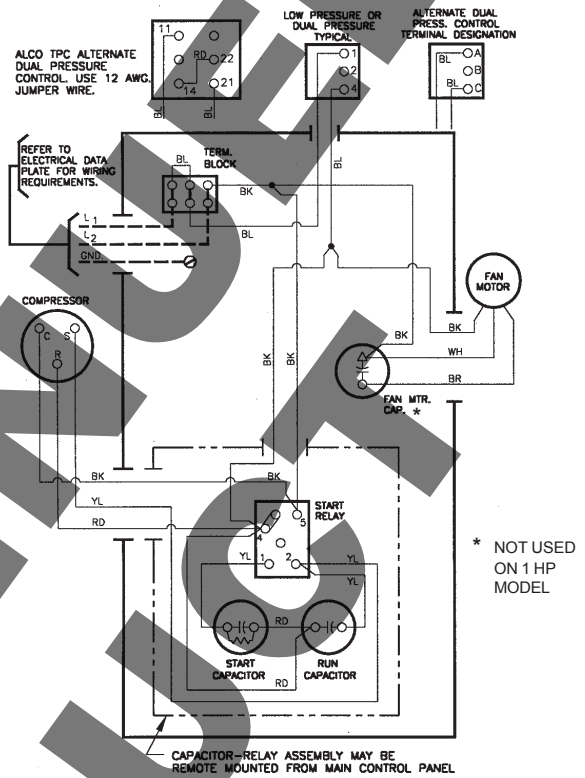 11
RD
22
14
21
BL
BL
ALCO TPC ALTERNATE
DUAL PRESSURE
CONTROL. USE 12 AWG.
JUMPER WIRE.
LOW PRESSURE OR
DUAL PRESSURE
TYPICAL
1
2
4
ALTERNATE DUAL
PRESS. CONTROL
TERMINAL DESIGNATION
A
BL
B
BL
C
REFER TO
ELECTRICAL DATA
PLATE FOR WIRING
REQUIREMENTS.
TERM.
BLOCK
BL
BK
BL
BL
L1
L2
GND.
COMPRESSOR
C
S
R
FAN
MOTOR
BK
BK
WH
BR
FAN MTR.
CAP. *
BK
BK
BK
BK
YL
RD
START
RELAY
4
5
1
2
YL
YL
YL
RD
START
CAPACITOR
RUN
CAPACITOR
RD
* NOT USED
ON 1 HP
MODEL
CAPACITOR-RELAY ASSEMBLY MAY BE
REMOTE MOUNTED FROM MAIN CONTROL PANEL